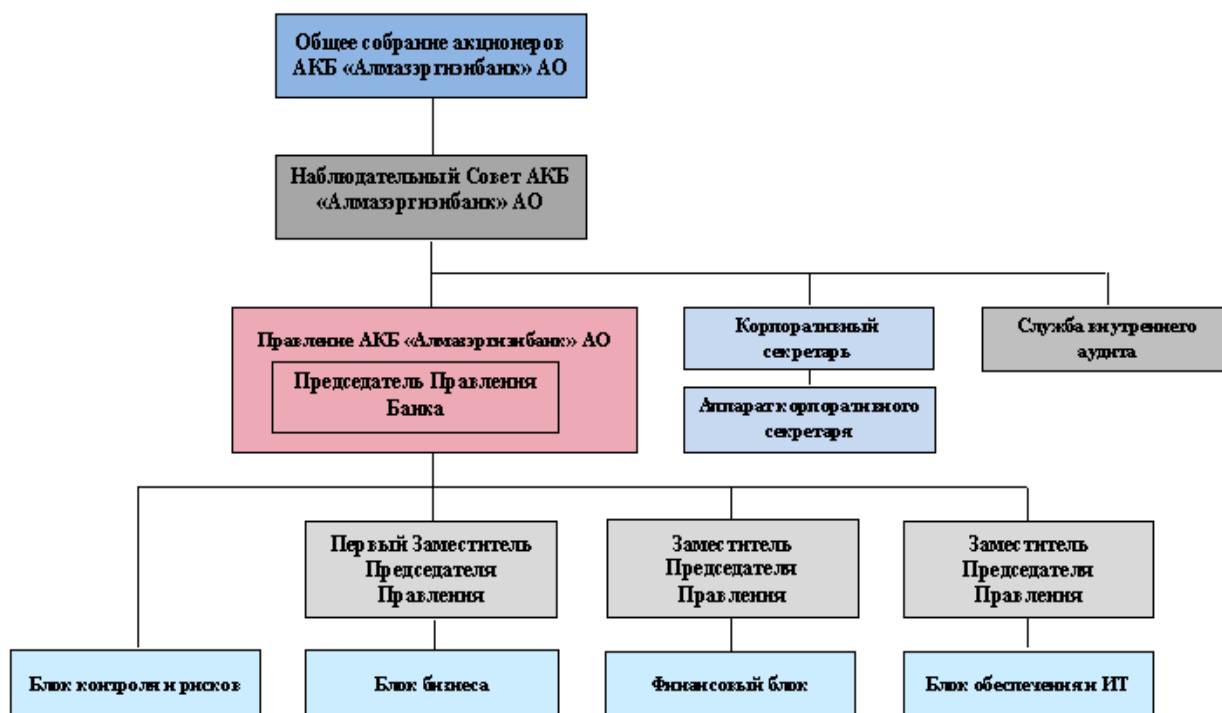 Общее собрание акционеров
АКБ «Алмазэргиэнбанк» АО
Наблюдательный Совет АКБ
«Алмазэргиэнбанк» АО
Правление АКБ «Алмазэргиэнбанк» АО
Председатель Правления
Банка
Корпоративный
секретарь
Служба внутреннего
аудита
Аппарат корпоративного
секретаря
Первый Заместитель
Председателя
Правления
Заместитель
Председателя
Правления
Заместитель
Председателя
Правления
Блок контроля и рисков
Блок бизнеса
Финансовый блок
Блок обеспечения и ИТ